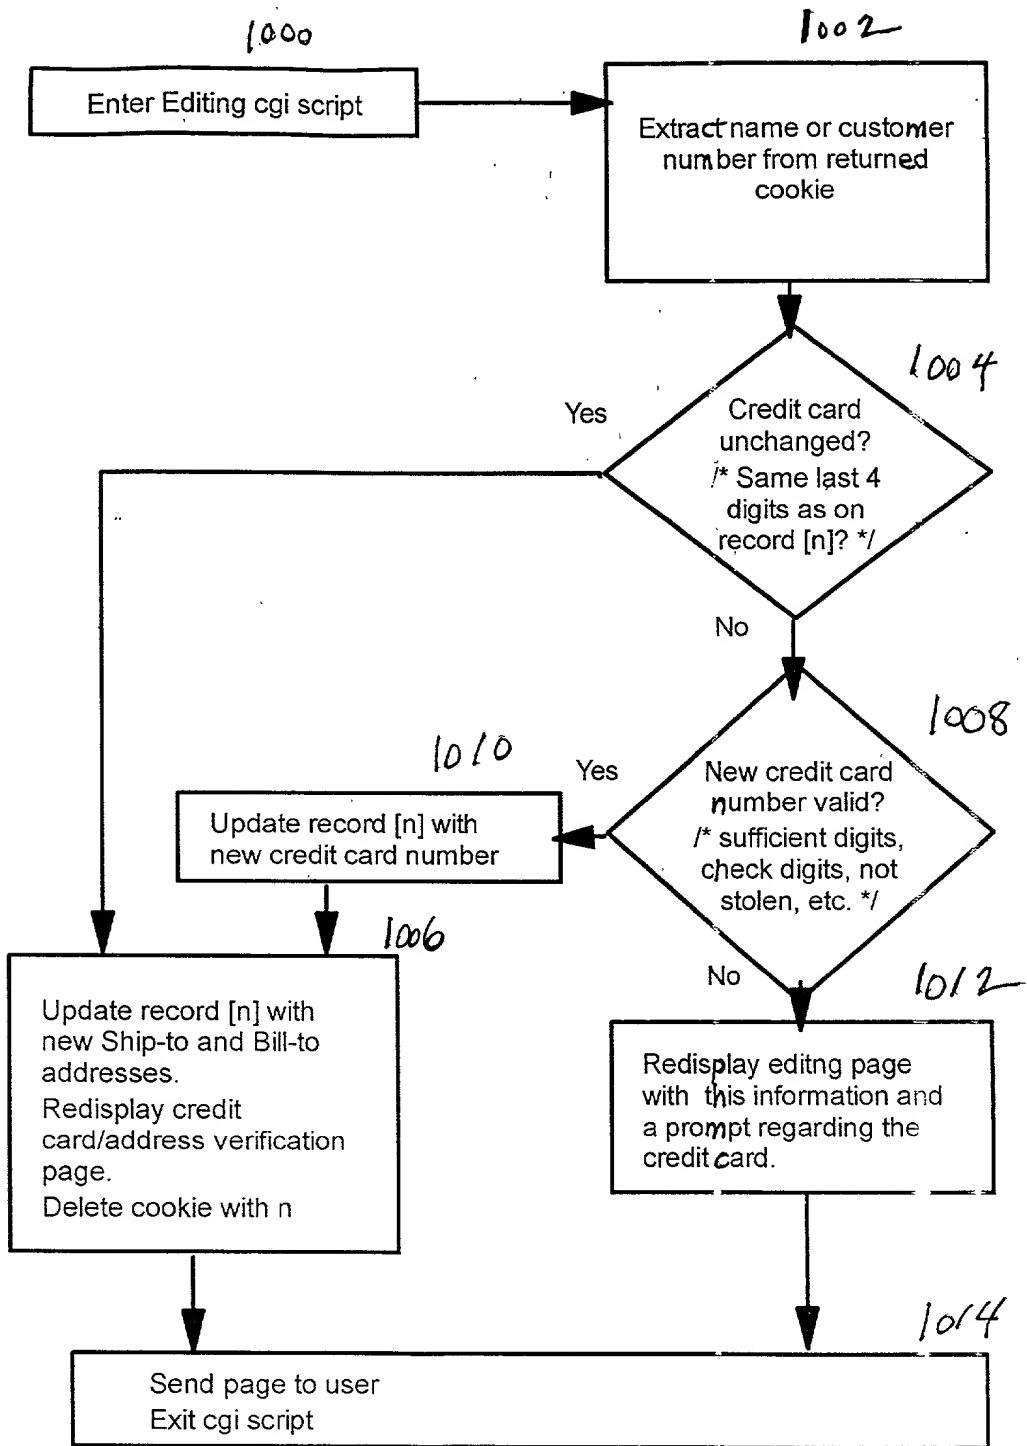 1000
Enter Editing cgi script
1002
Extract name or customer
number from returned
cookie
1004
Credit card
unchanged?
/* Same last 4
digits as on
record [n]? */
Yes
No
1008
New credit card
number valid?
/* sufficient digits,
check digits, not
stolen, etc. */
Yes
No
1010
Update record [n] with
new credit card number
1006
Update record [n] with
new Ship-to and Bill-to
addresses.
Redisplay credit
card/address verification
page.
Delete cookie with n
1012
Redisplay editng page
with this information and
a prompt regarding the
credit card.
1014
Send page to user
Exit cgi script